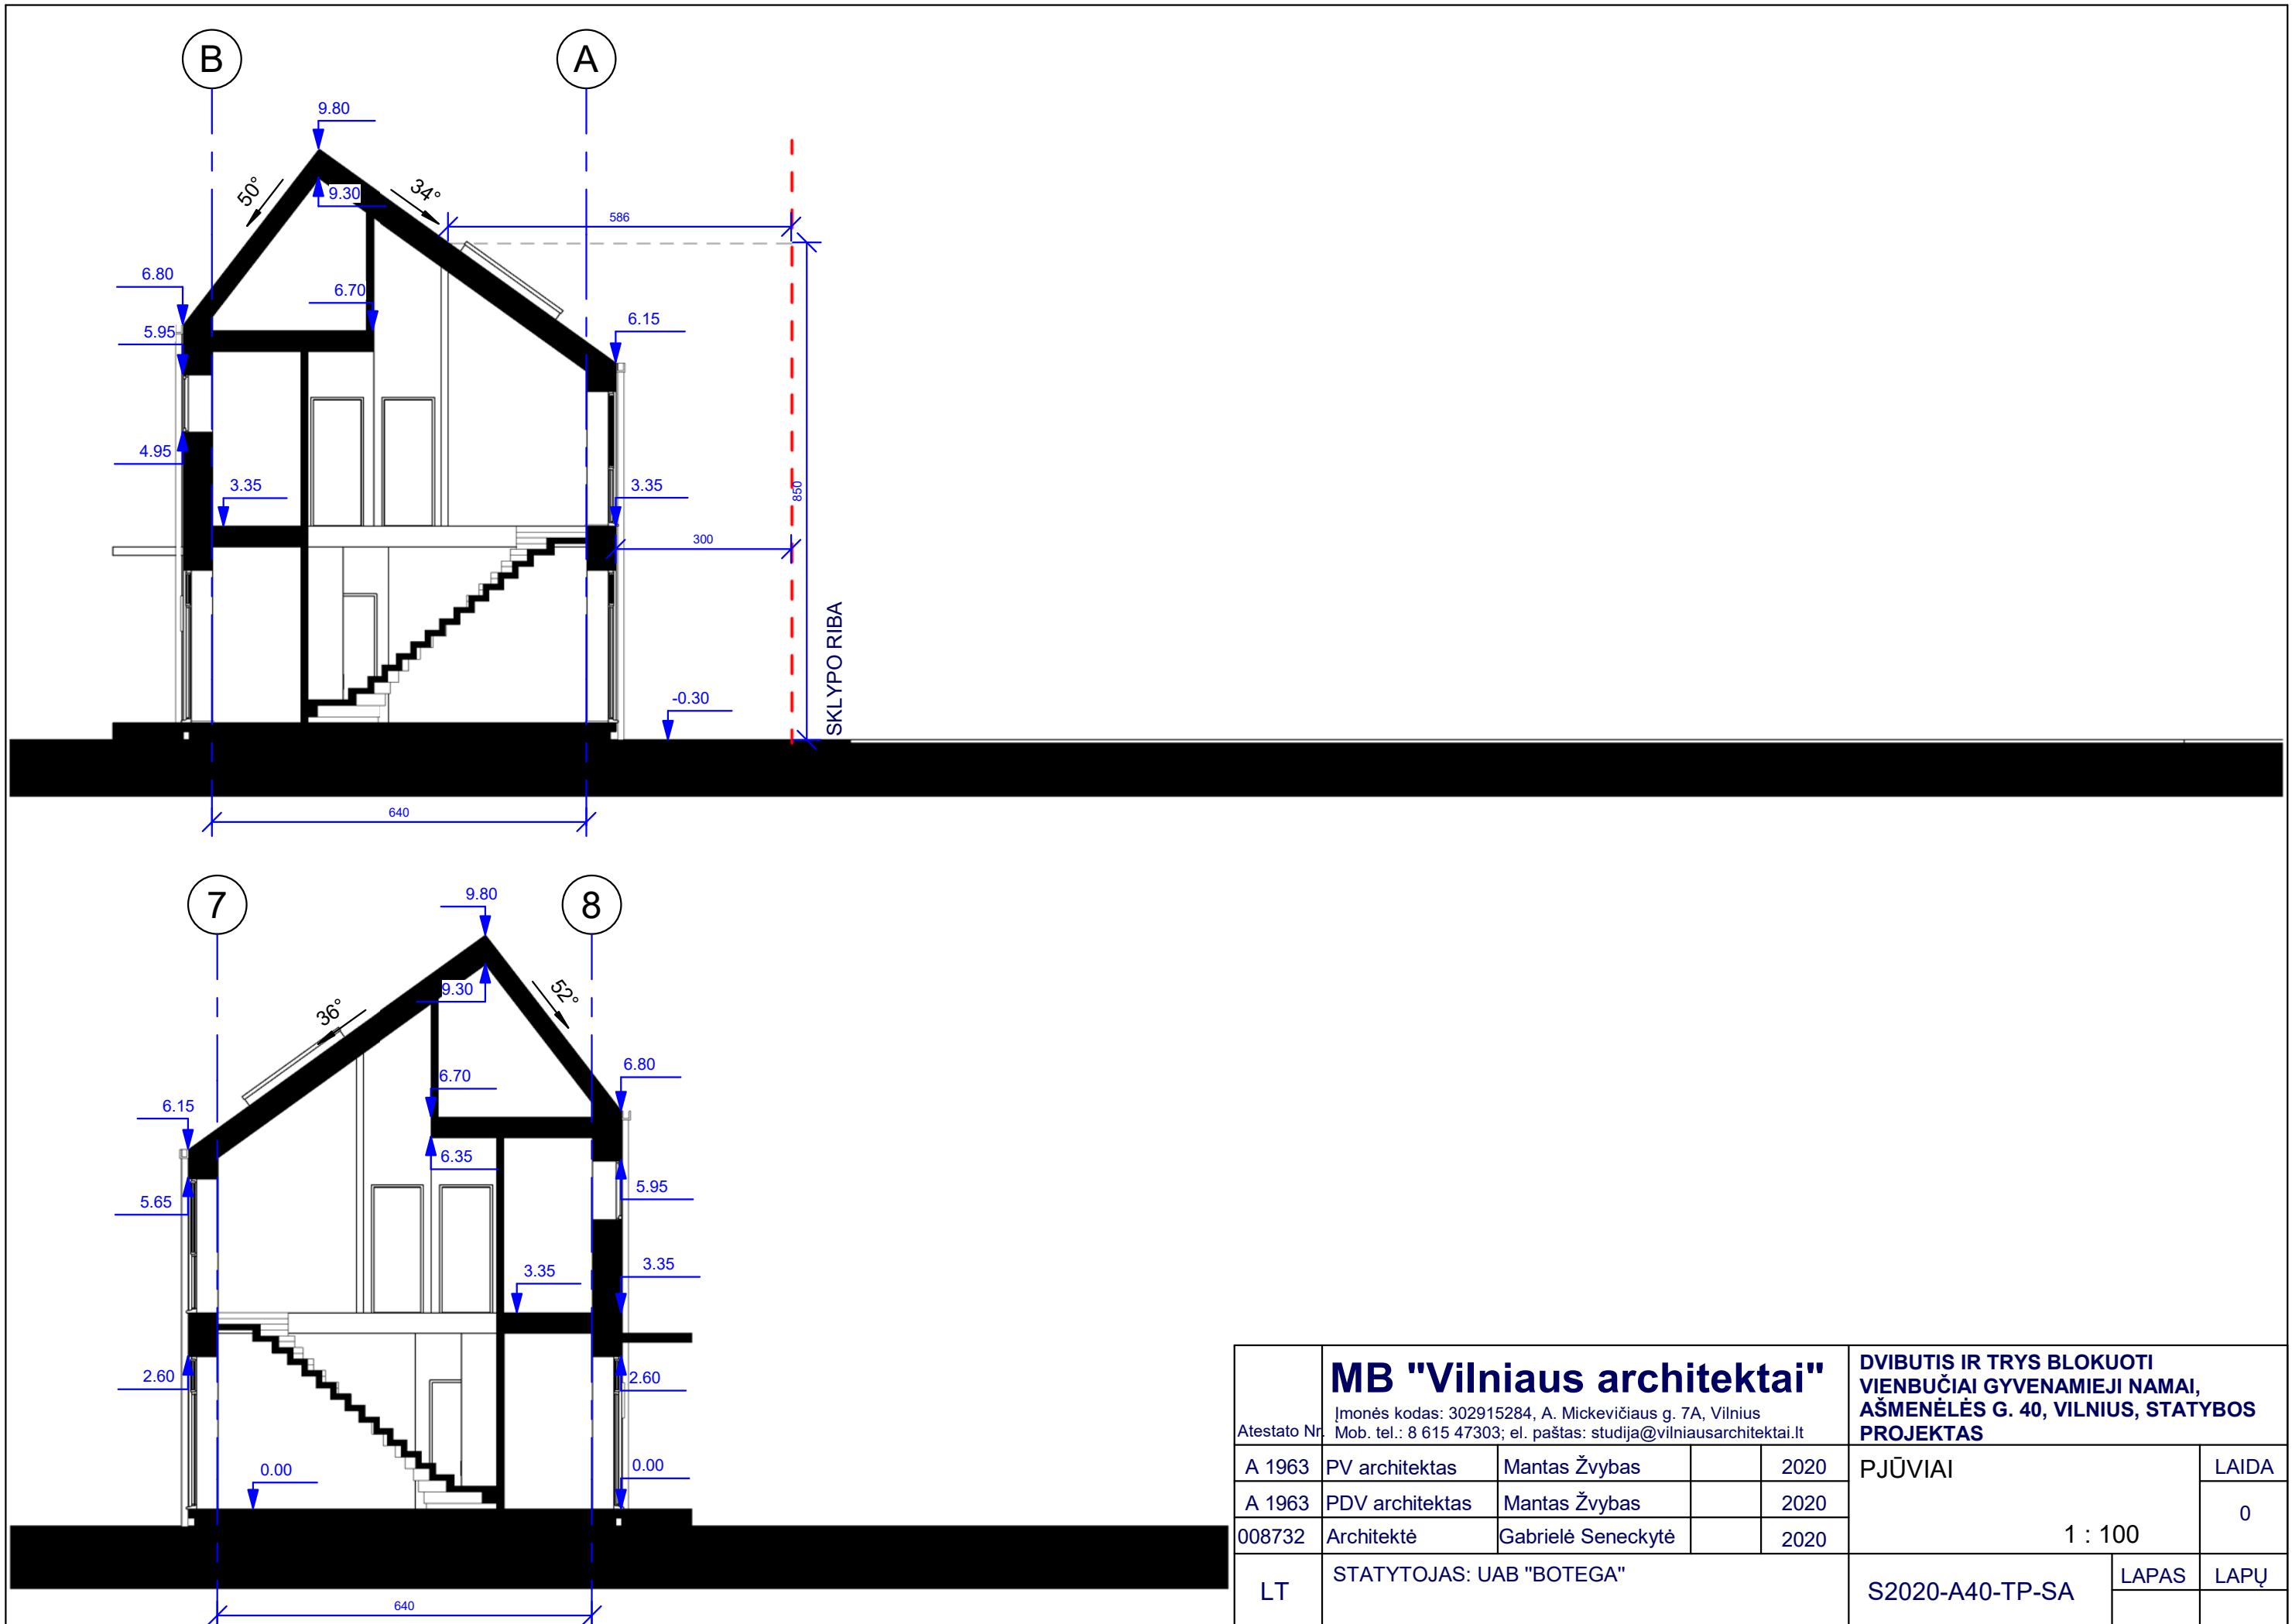 B
A
9.80
50°
9.30
34°
586
6.80
6.70
5.95
6.15
4.95
3.35
3.35
850
300
SKLYPO RIBA
-0.30
640
7
8
9.80
9.30
52°
36°
6.80
6.70
6.15
6.35
5.65
5.95
3.35
3.35
2.60
2.60
0.00
0.00
640
MB "Vilniaus architektai"
Įmonės kodas: 302915284, A. Mickevičiaus g. 7A, Vilnius
Atestato Nr. Mob. tel.: 8 615 47303; el. paštas: studija@vilniausarchitektai.lt
DVIBUTIS IR TRYS BLOKUOTI
VIENBUČIAI GYVENAMIEJI NAMAI,
AŠMENĖLĖS G. 40, VILNIUS, STATYBOS
PROJEKTAS
A 1963 PV architektas Mantas Žvybas 2020
A 1963 PDV architektas Mantas Žvybas 2020
008732 Architektė Gabrielė Seneckytė 2020
PJŪVIAI
1 : 100
LAIDA
0
LT
STATYTOJAS: UAB "BOTEGA"
S2020-A40-TP-SA
LAPAS LAPŲ